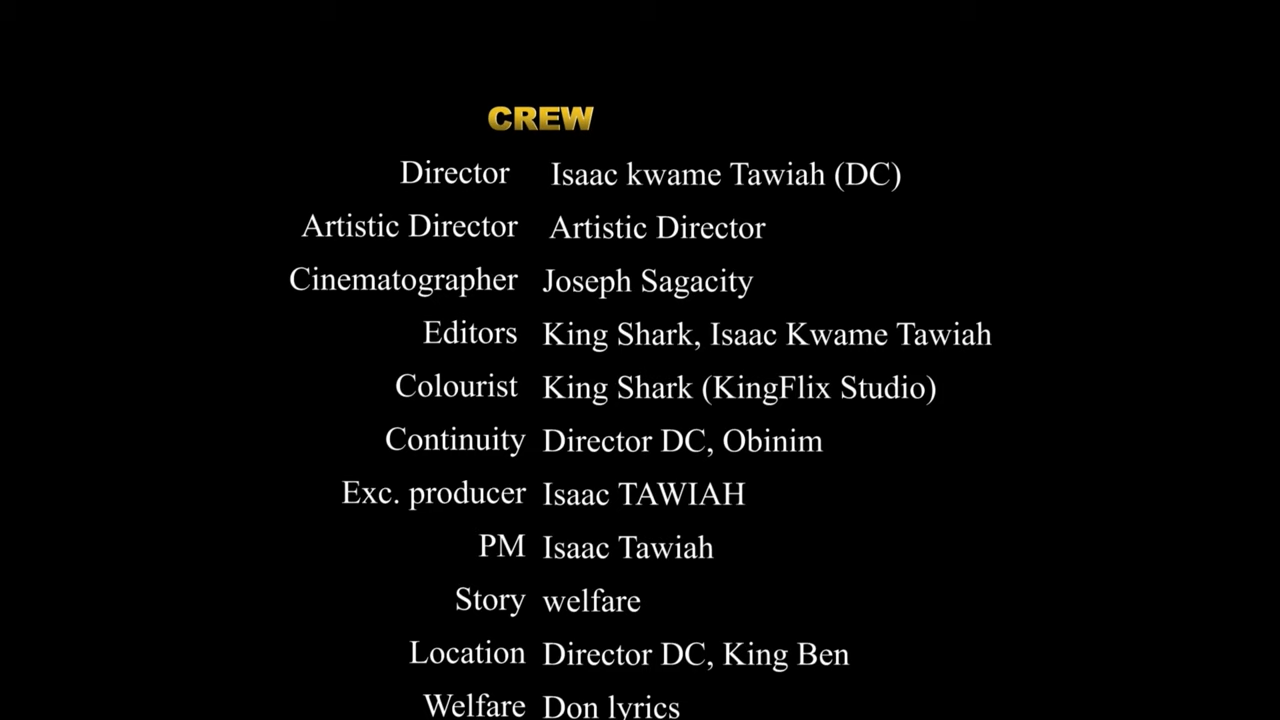 CREW
Director Isaac kwame Tawiah (DC)
Artistic Director Artistic Director
Cinematographer Joseph Sagacity
Editors King Shark, Isaac Kwame Tawiah
Colourist King Shark (KingFlix Studio)
Continuity Director DC, Obinim
Exc. producer Isaac TAWIAH
PM Isaac Tawiah
Story welfare
Location Director DC, King Ben
Welfare Don lyrics